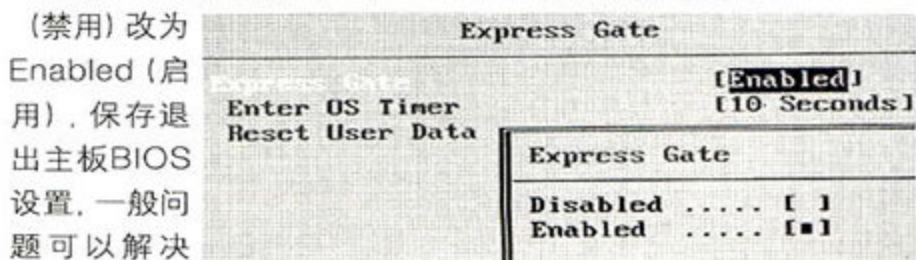 (禁用) 改为
Enabled (启
用) , 保存退
出主板BIOS
设置, 一般问
题可以解决
Express Gate
Express Gate [Enabled]
Enter OS Timer [10 Seconds]
Reset User Data
Express Gate
Disabled ..... [ ]
Enabled ..... [■]